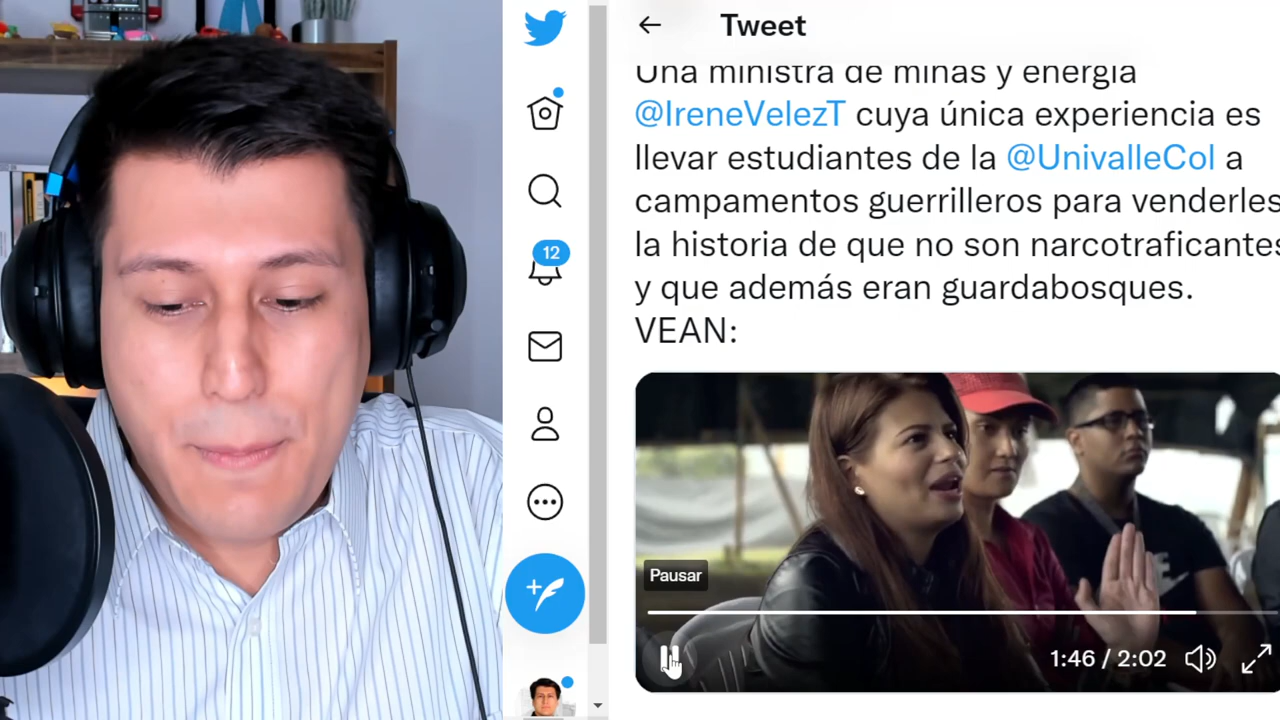 Tweet
Una ministra de minas y energía
@IreneVelezT cuya única experiencia es
llevar estudiantes de la @UnivalleCol a
campamentos guerrilleros para venderles
la historia de que no son narcotraficantes
y que además eran guardabosques.
VEAN:
12
Pausar
1:46 / 2:02